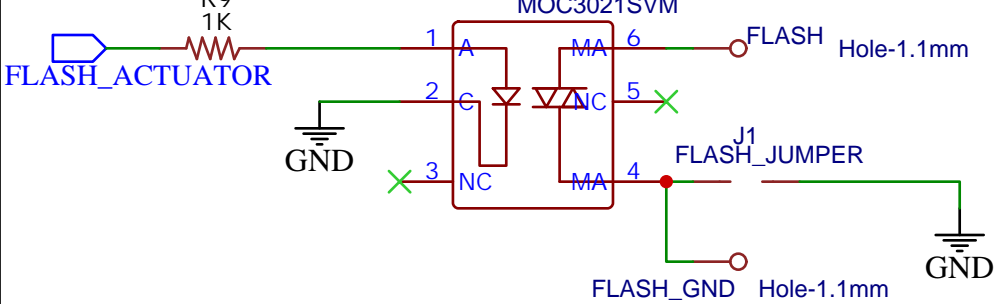 MOC3021SVM
R9
1K
1 A MA 6 FLASH Hole-1.1mm
FLASH_ACTUATOR
2 C NC 5
GND
J1
FLASH_JUMPER
3 NC MA 4
GND
FLASH_GND Hole-1.1mm